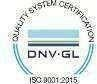 QUALITY SYSTEM CERTIFICATION
DNV·GL
ISO 9001:2015